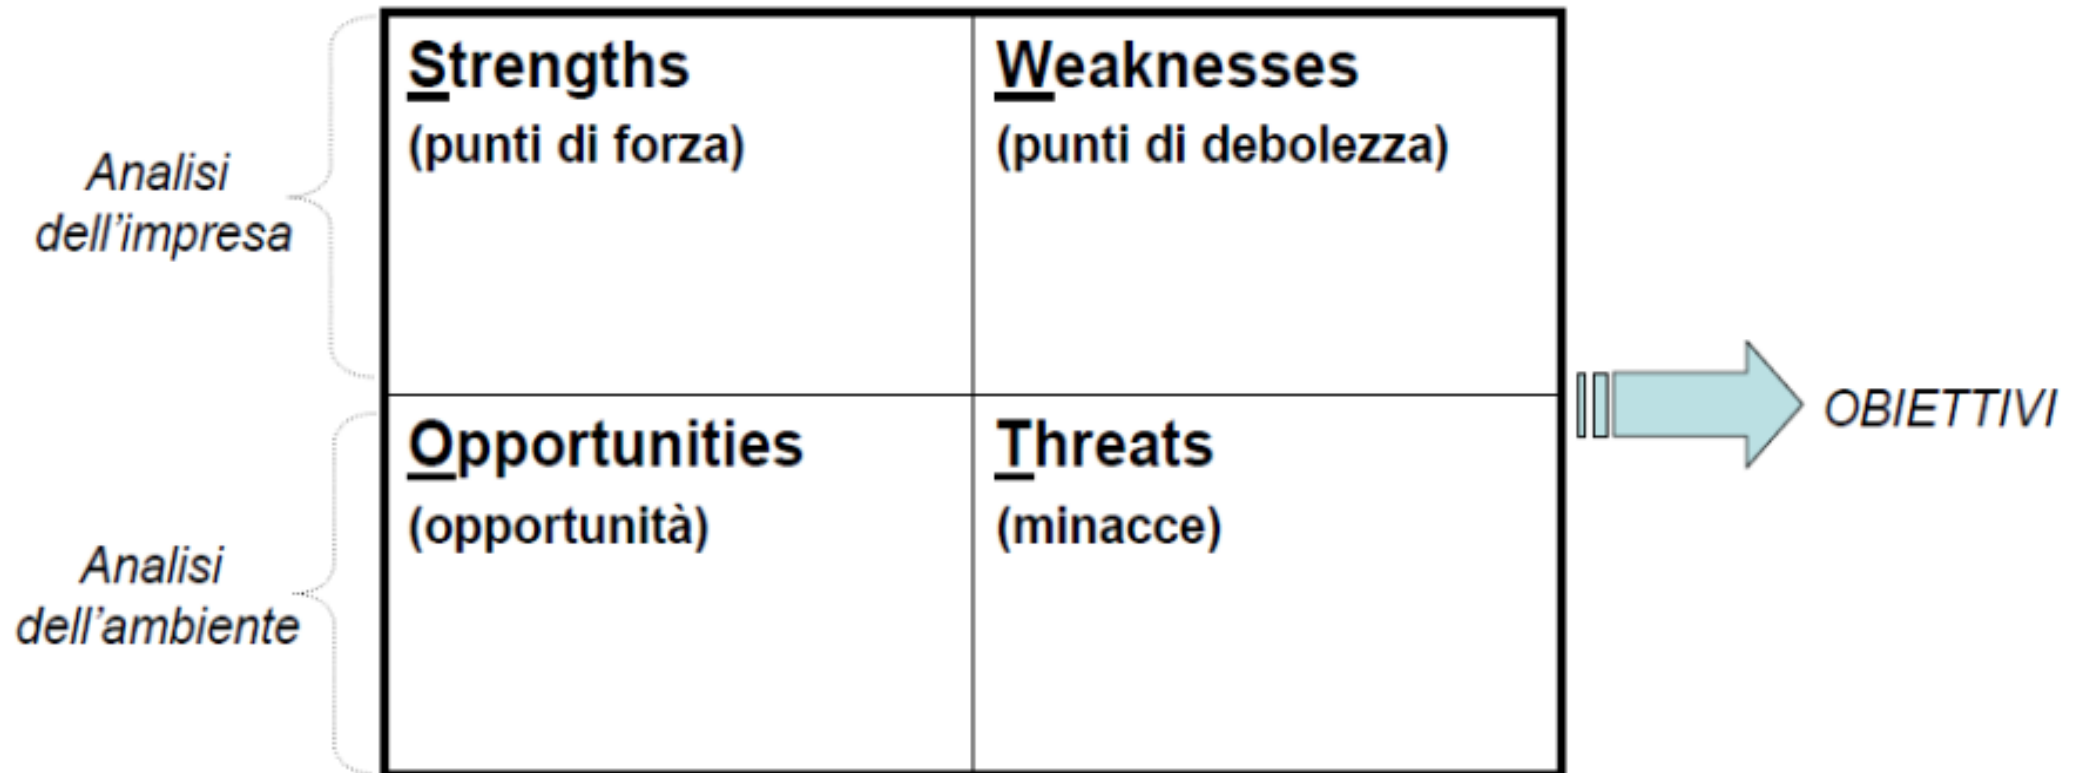 Analisi
dell'impresa
Strengths
(punti di forza)
Weaknesses
(punti di debolezza)
Analisi
dell'ambiente
Opportunities
(opportunità)
Threats
(minacce)
OBIETTIVI